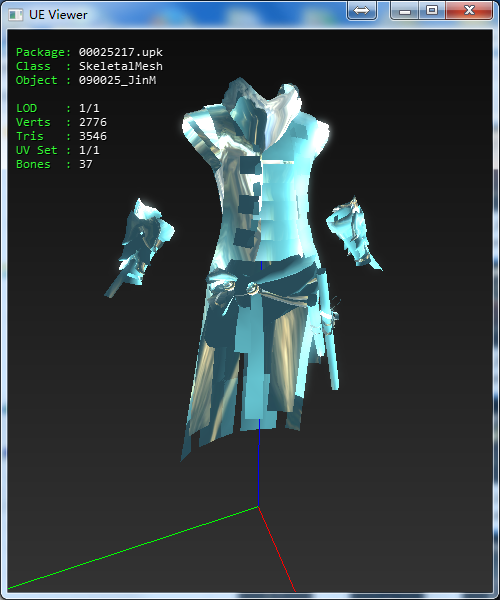 UE Viewer
Package: 00025217.upk
Class  : SkeletalMesh
Object : 090025_JinM
LOD    : 1/1
Verts  : 2776
Tris   : 3546
UV Set : 1/1
Bones  : 37